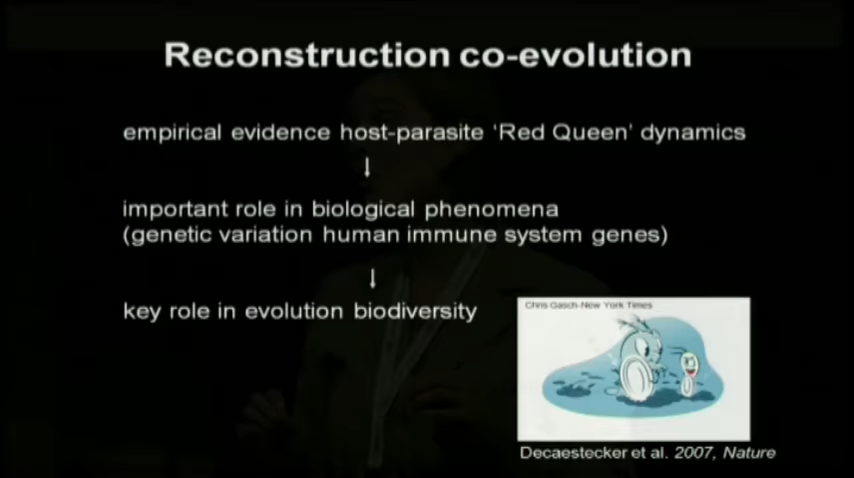 Reconstruction co-evolution
empirical evidence host-parasite 'Red Queen' dynamics
↓
important role in biological phenomena
(genetic variation human immune system genes)
↓
key role in evolution biodiversity
Chris Gasch-New York Times
Decaestecker et al. 2007, Nature